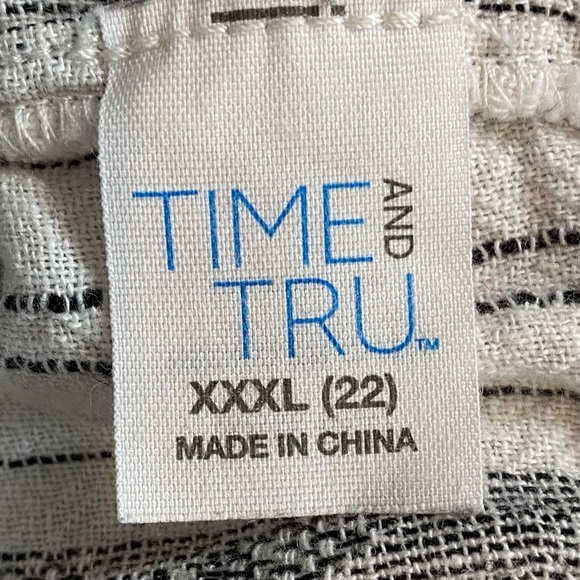 TIME AND
TRU™
XXXL (22)
MADE IN CHINA